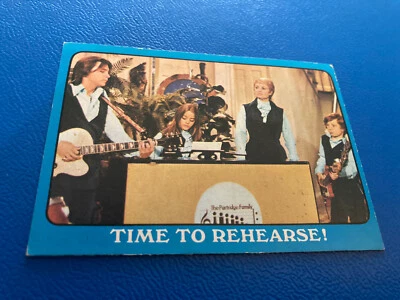 The Partridge Family
TIME TO REHEARSE!